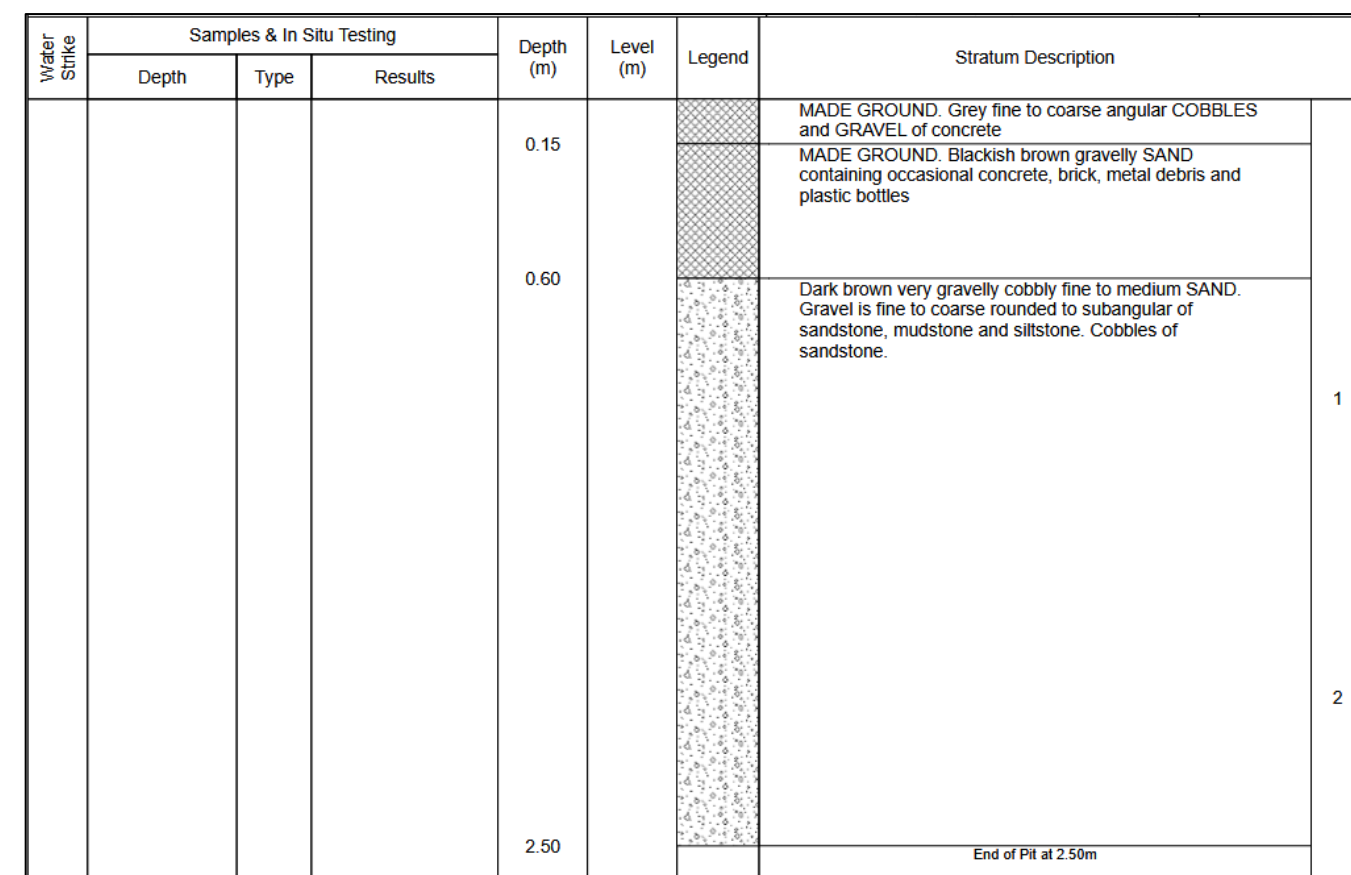 Water Strike
Samples & In Situ Testing
Depth
Type
Results
Depth
(m)
Level
(m)
Legend
Stratum Description
MADE GROUND. Grey fine to coarse angular COBBLES
and GRAVEL of concrete
0.15
MADE GROUND. Blackish brown gravelly SAND
containing occasional concrete, brick, metal debris and
plastic bottles
0.60
Dark brown very gravelly cobbly fine to medium SAND.
Gravel is fine to coarse rounded to subangular of
sandstone, mudstone and siltstone. Cobbles of
sandstone.
1
2
2.50
End of Pit at 2.50m